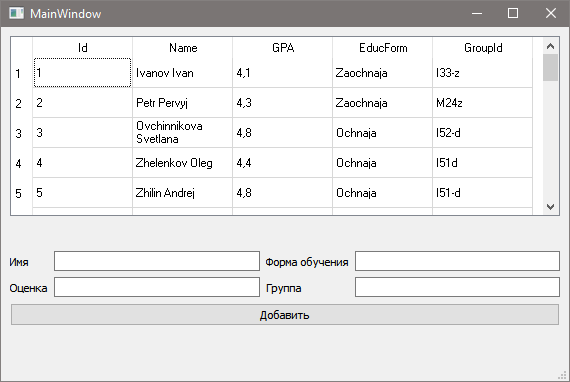 MainWindow
Id Name GPA EducForm GroupId
1 1 Ivanov Ivan 4,1 Zaochnaja I33-z
2 2 Petr Pervyj 4,3 Zaochnaja M24z
3 3 Ovchinnikova Svetlana 4,8 Ochnaja I52-d
4 4 Zhelenkov Oleg 4,4 Ochnaja I51d
5 5 Zhilin Andrej 4,8 Ochnaja I51-d
Имя Форма обучения
Оценка Группа
Добавить